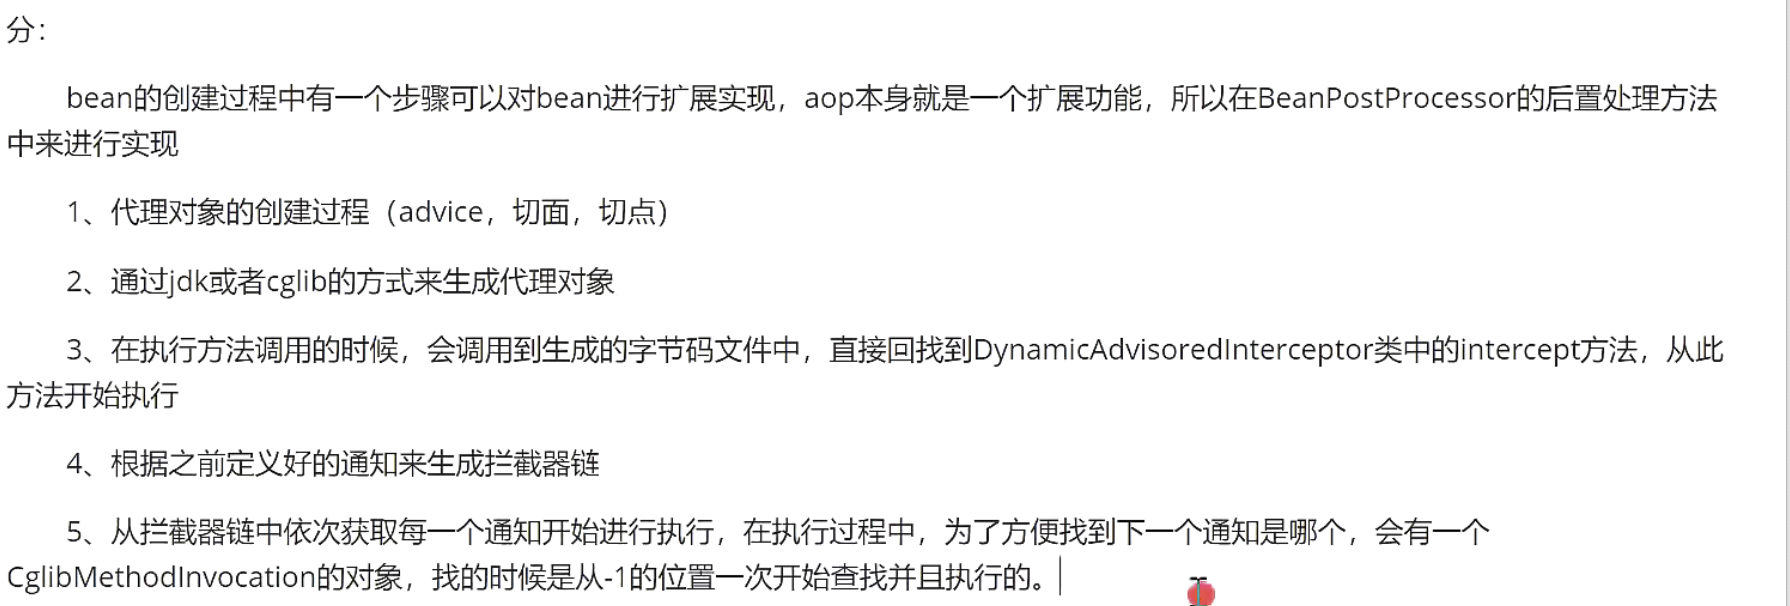 分：
bean的创建过程中有一个步骤可以对bean进行扩展实现，aop本身就是一个扩展功能，所以在BeanPostProcessor的后置处理方法
中来进行实现
1、代理对象的创建过程（advice，切面，切点）
2、通过jdk或者cglib的方式来生成代理对象
3、在执行方法调用的时候，会调用到生成的字节码文件中，直接回找到DynamicAdvisoredInterceptor类中的intercept方法，从此
方法开始执行
4、根据之前定义好的通知来生成拦截器链
5、从拦截器链中依次获取每一个通知开始进行执行，在执行过程中，为了方便找到下一个通知是哪个，会有一个
CglibMethodInvocation的对象，找的时候是从-1的位置一次开始查找并且执行的。